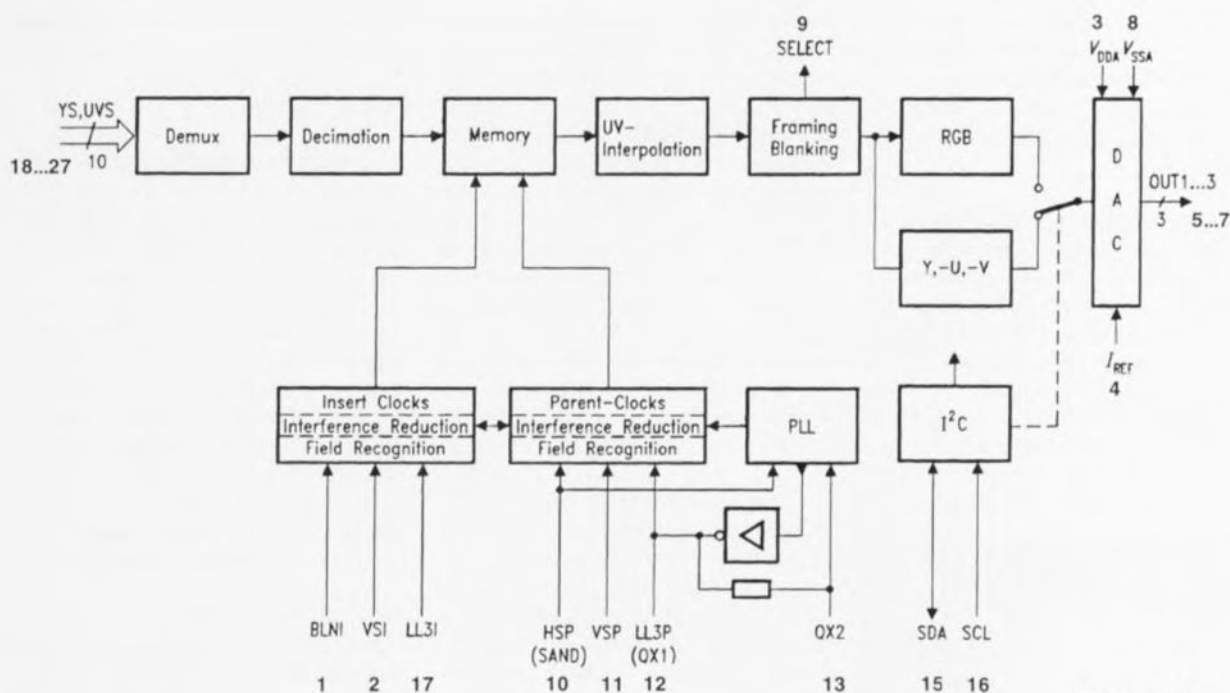 9
SELECT
3 8
V_DDA V_SSA
YS,UVS
10
18...27
Demux
Decimation
Memory
UV-
Interpolation
Framing
Blanking
RGB
D
A
C
OUT1...3
3
5...7
Y,-U,-V
I_REF
4
Insert Clocks
Interference Reduction
Field Recognition
Parent-Clocks
Interference Reduction
Field Recognition
PLL
I²C
BLNI VSI LL3I
HSP VSP LL3P
(SAND) (QX1)
QX2
SDA SCL
1 2 17 10 11 12 13 15 16